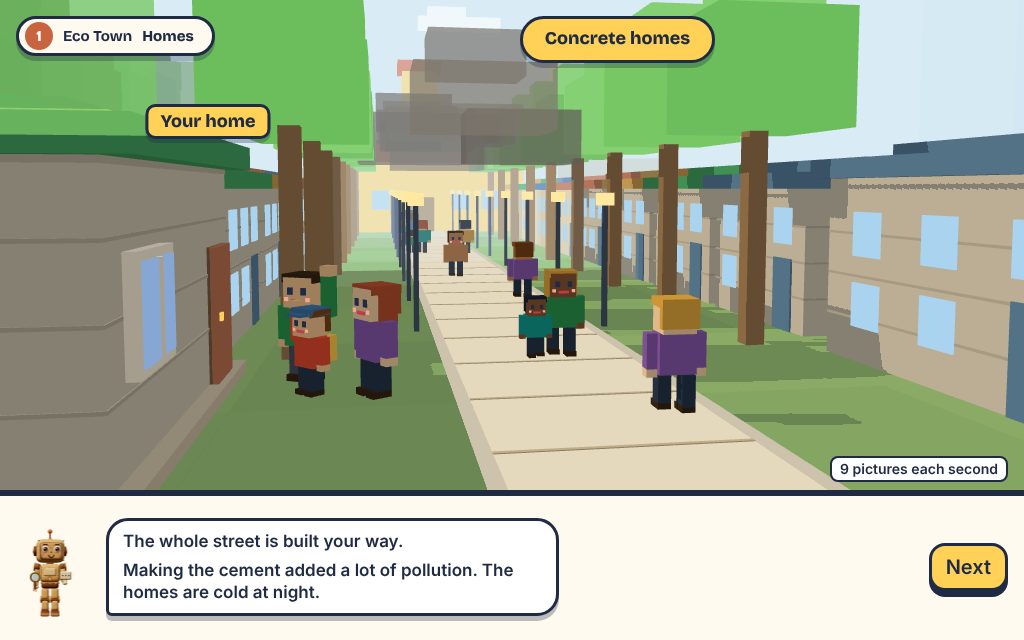 1 Eco Town Homes
Concrete homes
Your home
9 pictures each second
The whole street is built your way.
Making the cement added a lot of pollution. The
homes are cold at night.
Next